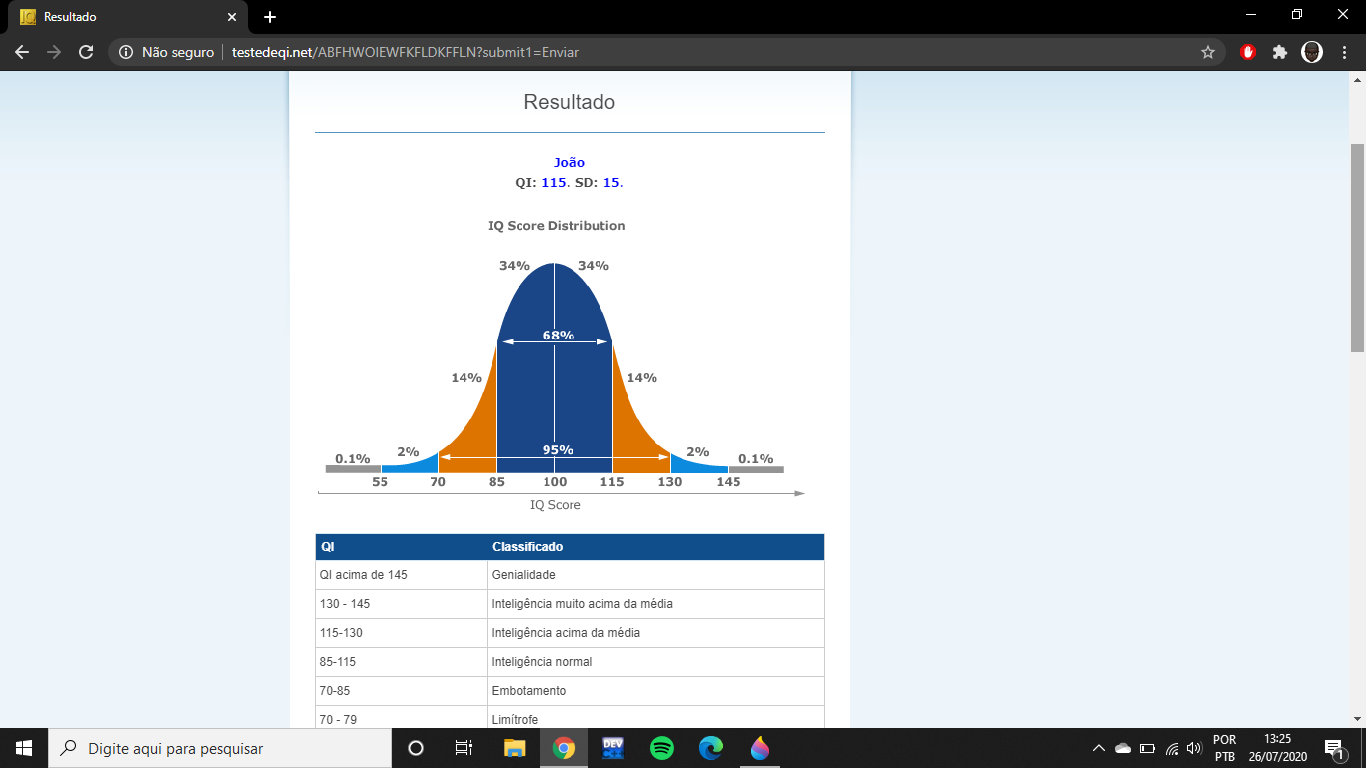 Resultado
Não seguro
testedeqi.net/ABFHWOIEWFKFLDKFFLN?submit1=Enviar
Resultado
João
QI: 115. SD: 15.
IQ Score Distribution
34% 34%
68%
14% 14%
95%
0.1% 2% 2% 0.1%
55 70 85 100 115 130 145
IQ Score
QI Classificado
QI acima de 145 Genialidade
130 - 145 Inteligência muito acima da média
115-130 Inteligência acima da média
85-115 Inteligência normal
70-85 Embotamento
70 - 79 Limítrofe
Digite aqui para pesquisar
DEV
POR
PTB
13:25
26/07/2020
1